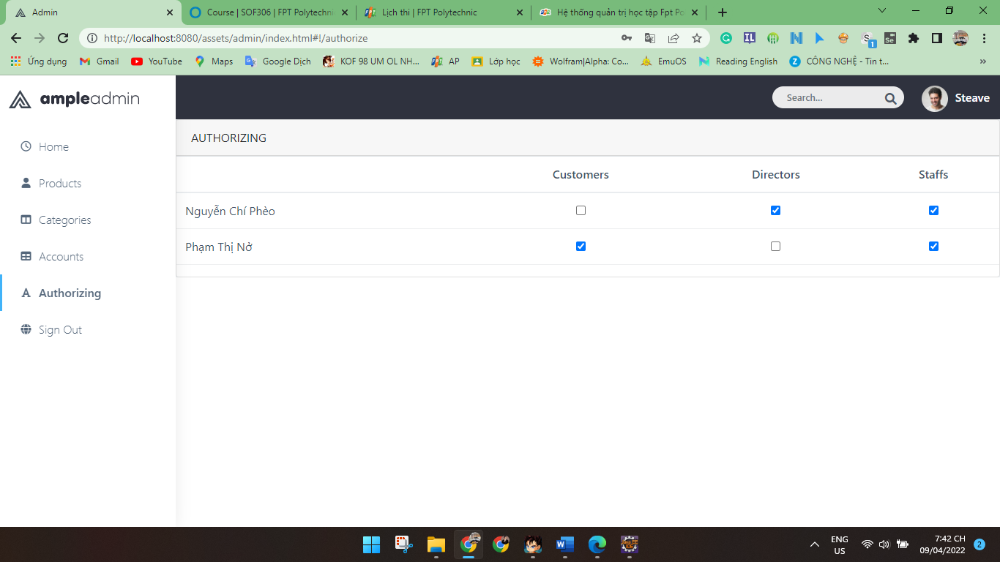 Admin
Course | SOF306 | FPT Polytechni
Lịch thi | FPT Polytechnic
Hệ thống quản trị học tập Fpt Po
http://localhost:8080/assets/admin/index.html#!/authorize
Ứng dụng
Gmail
YouTube
Maps
Google Dịch
KOF 98 UM OL NH...
AP
Lớp học
Wolfram|Alpha: Co...
EmuOS
Reading English
CÔNG NGHỆ - Tin t...
ampleadmin
Search...
Steave
Home
Products
Categories
Accounts
Authorizing
Sign Out
AUTHORIZING
Customers Directors Staffs
Nguyễn Chí Phèo
Phạm Thị Nở
ENG
US
7:42 CH
09/04/2022
2